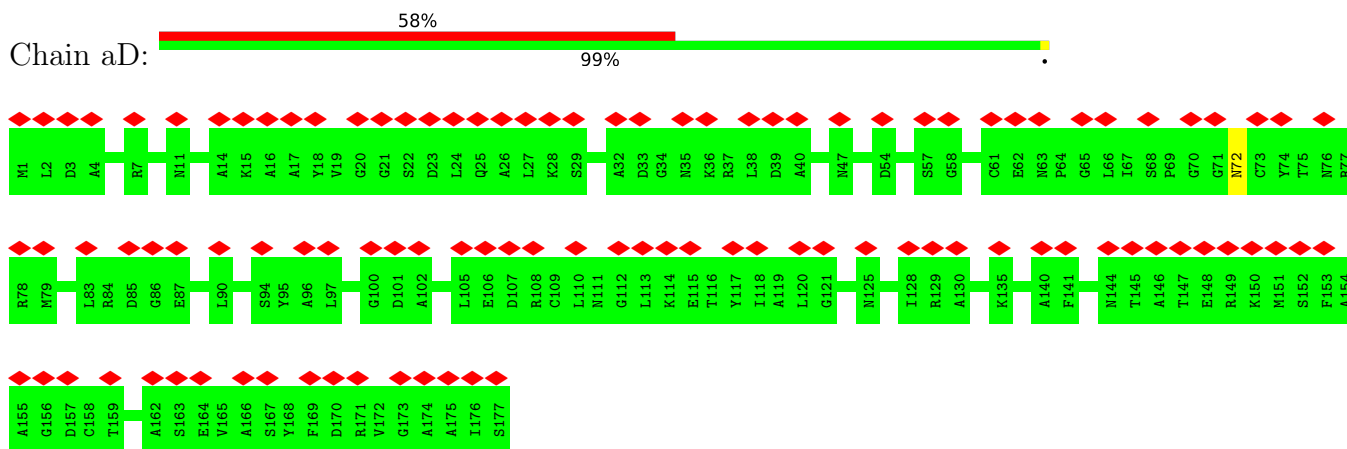 58%
Chain aD:
99%
•
M1 L2 D3 A4 R7 N11 A14 K15 A16 A17 Y18 V19 G20 G21 S22 D23 L24 Q25 A26 L27 K28 S29 A32 D33 G34 N35 K36 R37 L38 D39 A40 N47 D54 S57 G58 C61 E62 N63 P64 G65 L66 I67 S68 P69 G70 G71 N72 C73 Y74 T75 N76 R77
R78 M79 L83 R84 D85 G86 E87 L90 S94 Y95 A96 L97 G100 D101 A102 L105 E106 D107 R108 C109 L110 N111 G112 L113 K114 E115 T116 Y117 I118 A119 L120 G121 N125 I128 R129 A130 K135 A140 F141 N144 T145 A146 T147 E148 R149 K150 M151 S152 F153 A154
A155 G156 D157 C158 T159 A162 S163 E164 V165 A166 S167 Y168 F169 D170 R171 V172 G173 A174 A175 I176 S177